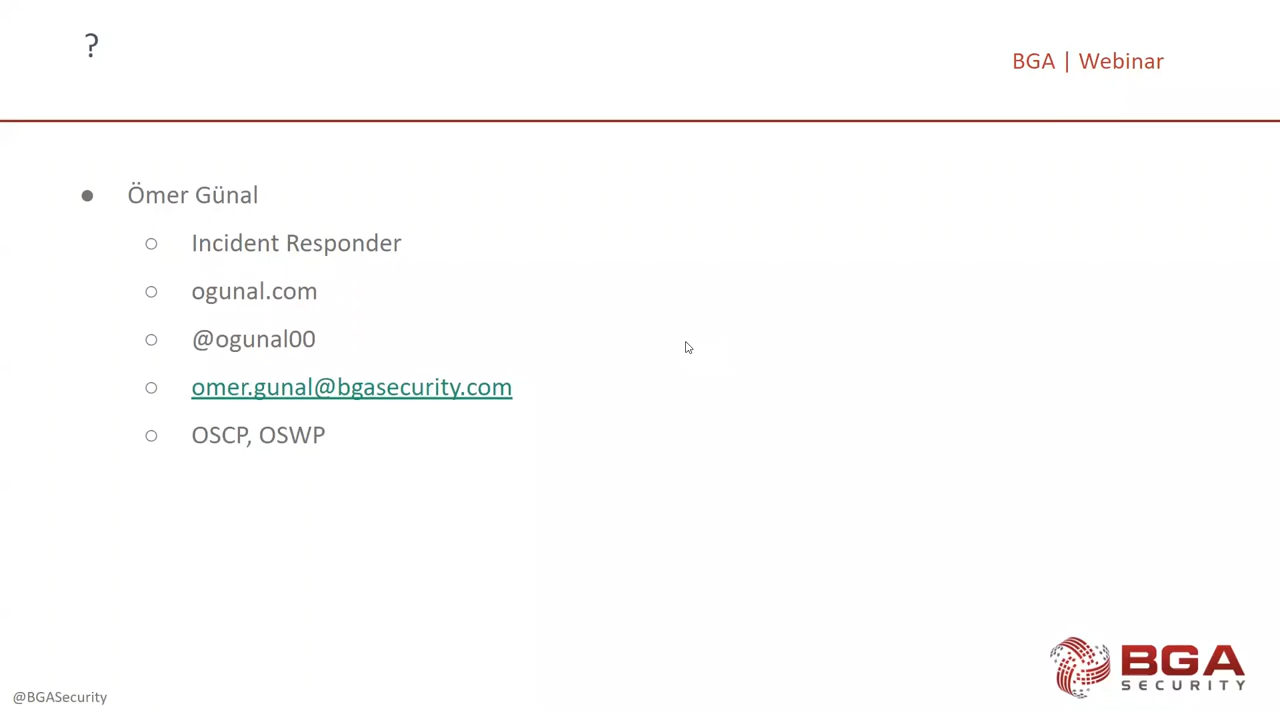 ?
BGA | Webinar
● Ömer Günal
○ Incident Responder
○ ogunal.com
○ @ogunal00
○ omer.gunal@bgasecurity.com
○ OSCP, OSWP
BGA
SECURITY
@BGASecurity